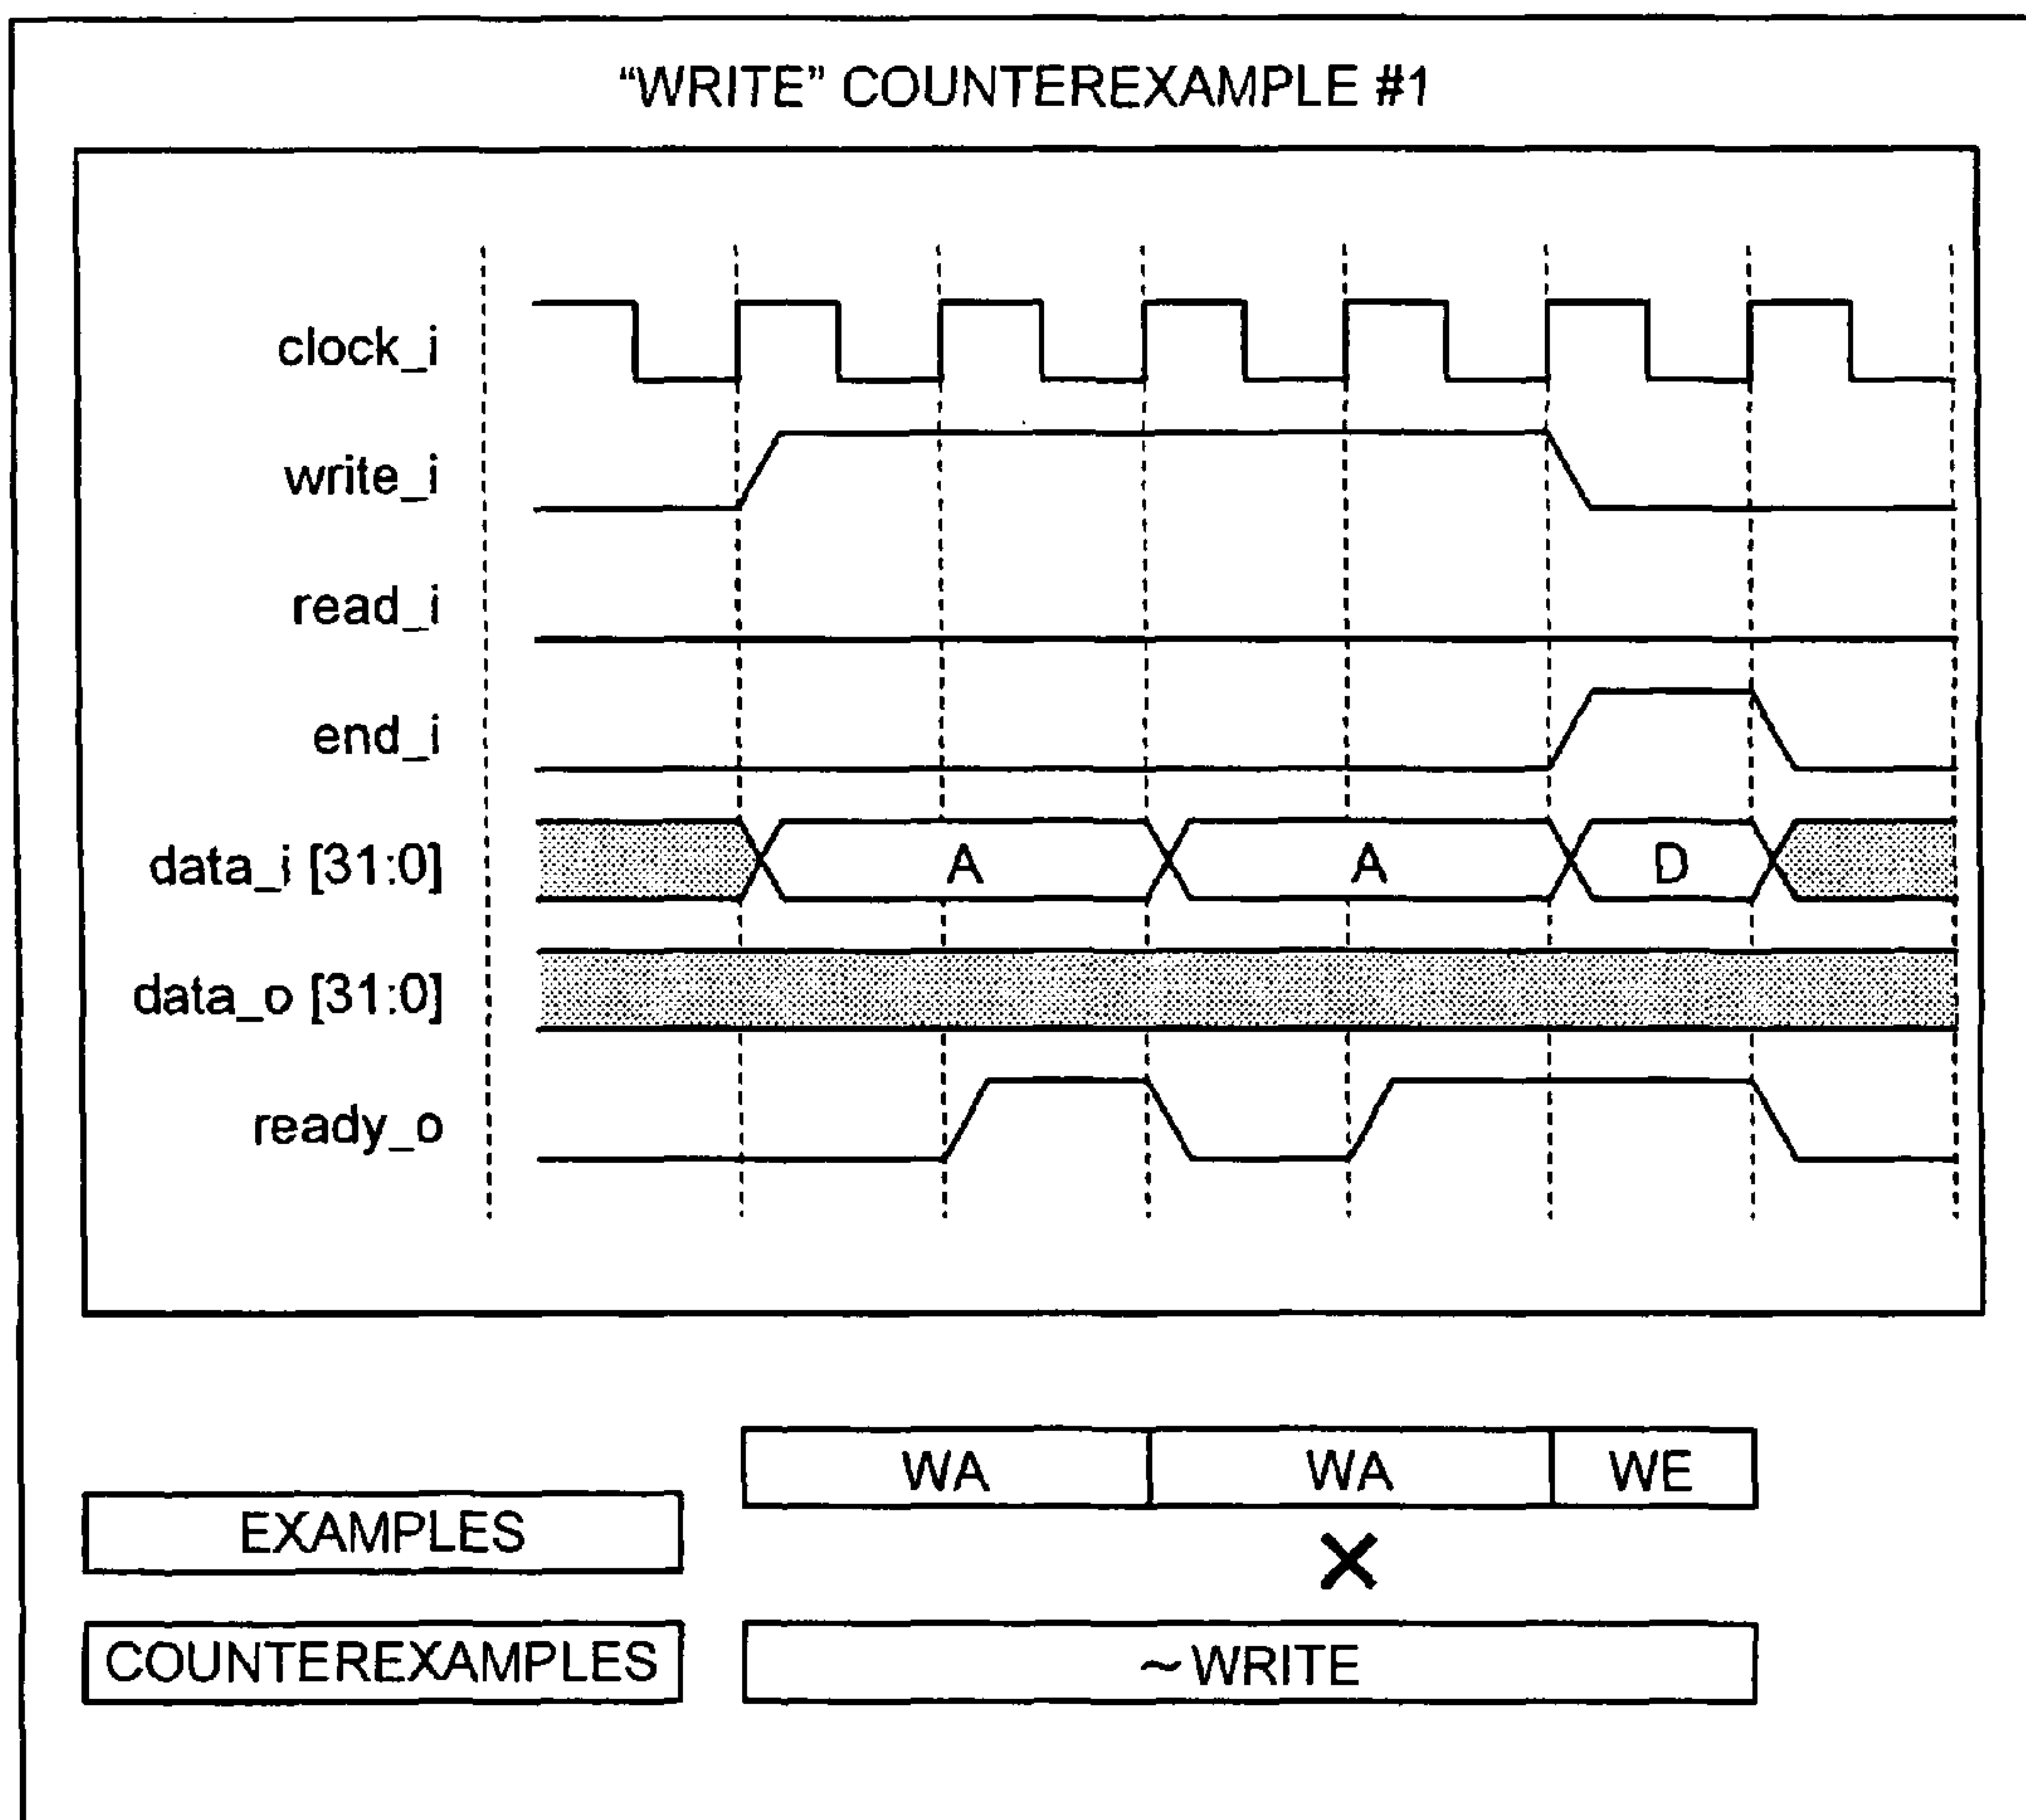 “WRITE” COUNTEREXAMPLE #1
clock_i
write_i
read_i
end_i
data_i [31:0] A A D
data_o [31:0]
ready_o
WA WA WE
EXAMPLES
COUNTEREXAMPLES ~WRITE